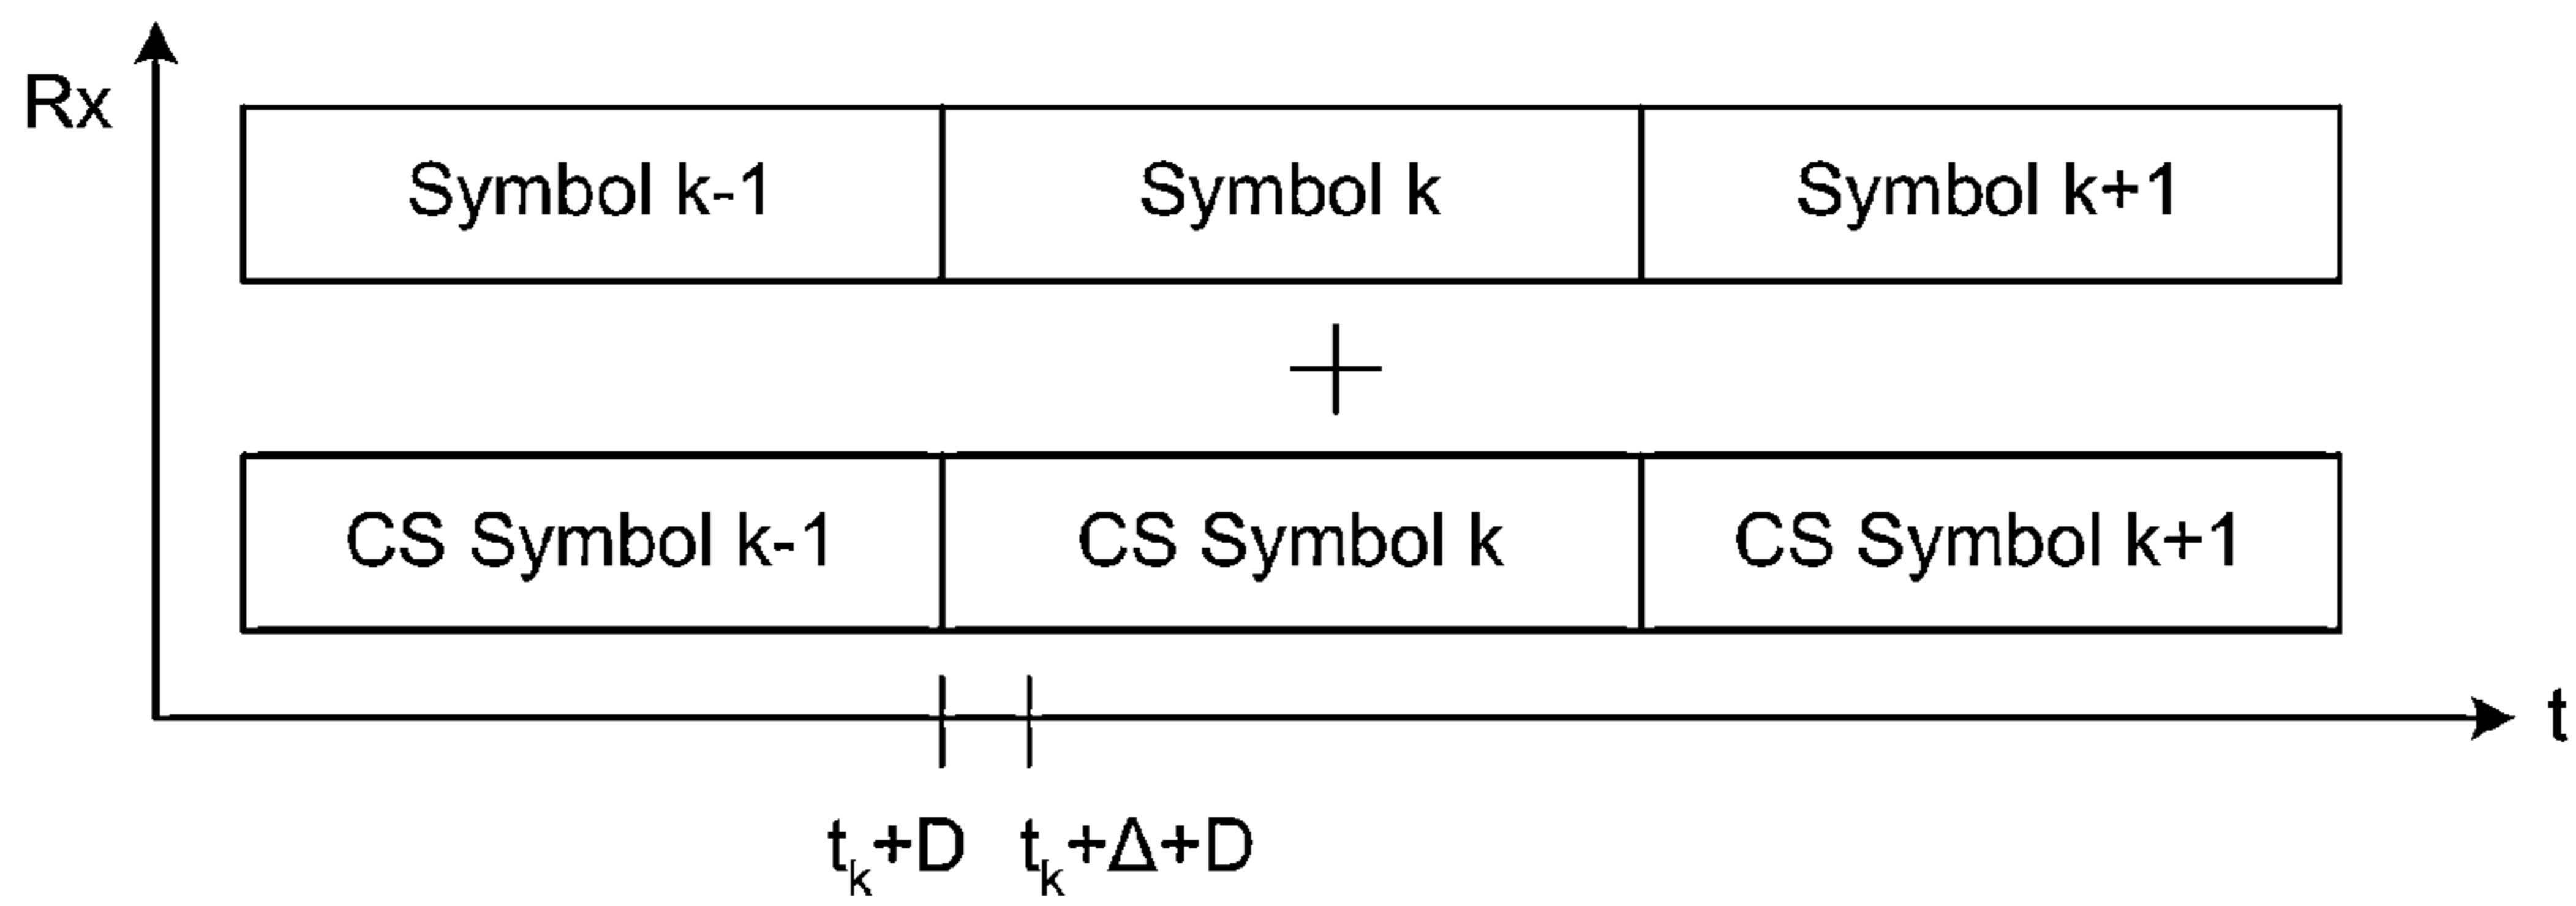 Rx
Symbol k-1 Symbol k Symbol k+1
+
CS Symbol k-1 CS Symbol k CS Symbol k+1
t
tk+D tk+Δ+D